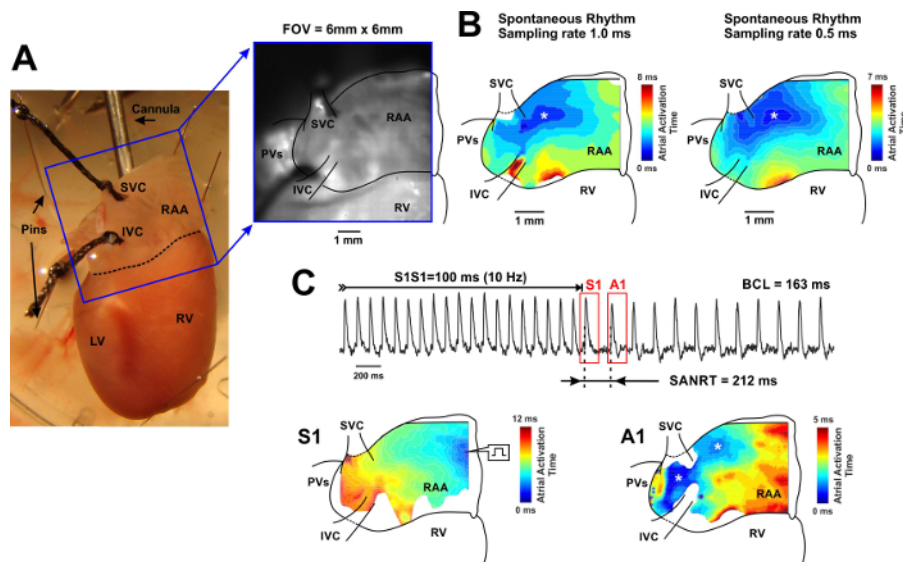 A
Cannula
SVC
RAA
Pins
IVC
LV
RV
FOV = 6mm x 6mm
SVC
RAA
PVs
IVC
RV
1 mm
B
Spontaneous Rhythm
Sampling rate 1.0 ms
SVC
PVs
*
RAA
IVC
RV
1 mm
8 ms
Atrial Activation
Time
0 ms
Spontaneous Rhythm
Sampling rate 0.5 ms
SVC
PVs
*
RAA
IVC
RV
1 mm
7 ms
Atrial Activation
Time
0 ms
C
S1S1=100 ms (10 Hz)
S1
A1
BCL = 163 ms
200 ms
SANRT = 212 ms
S1
SVC
PVs
RAA
IVC
RV
12 ms
Atrial Activation
Time
0 ms
A1
SVC
*
PVs
*
RAA
IVC
RV
5 ms
Atrial Activation
Time
0 ms